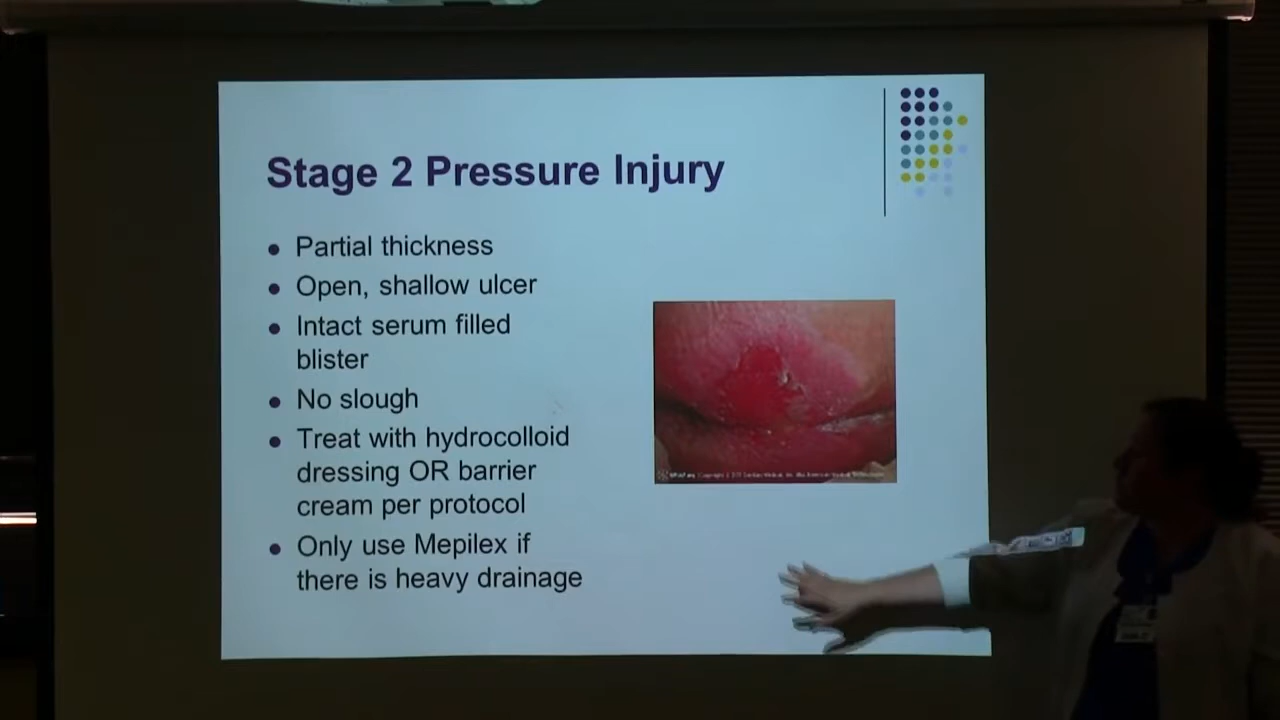 Stage 2 Pressure Injury
● Partial thickness
● Open, shallow ulcer
● Intact serum filled
blister
● No slough
● Treat with hydrocolloid
dressing OR barrier
cream per protocol
● Only use Mepilex if
there is heavy drainage